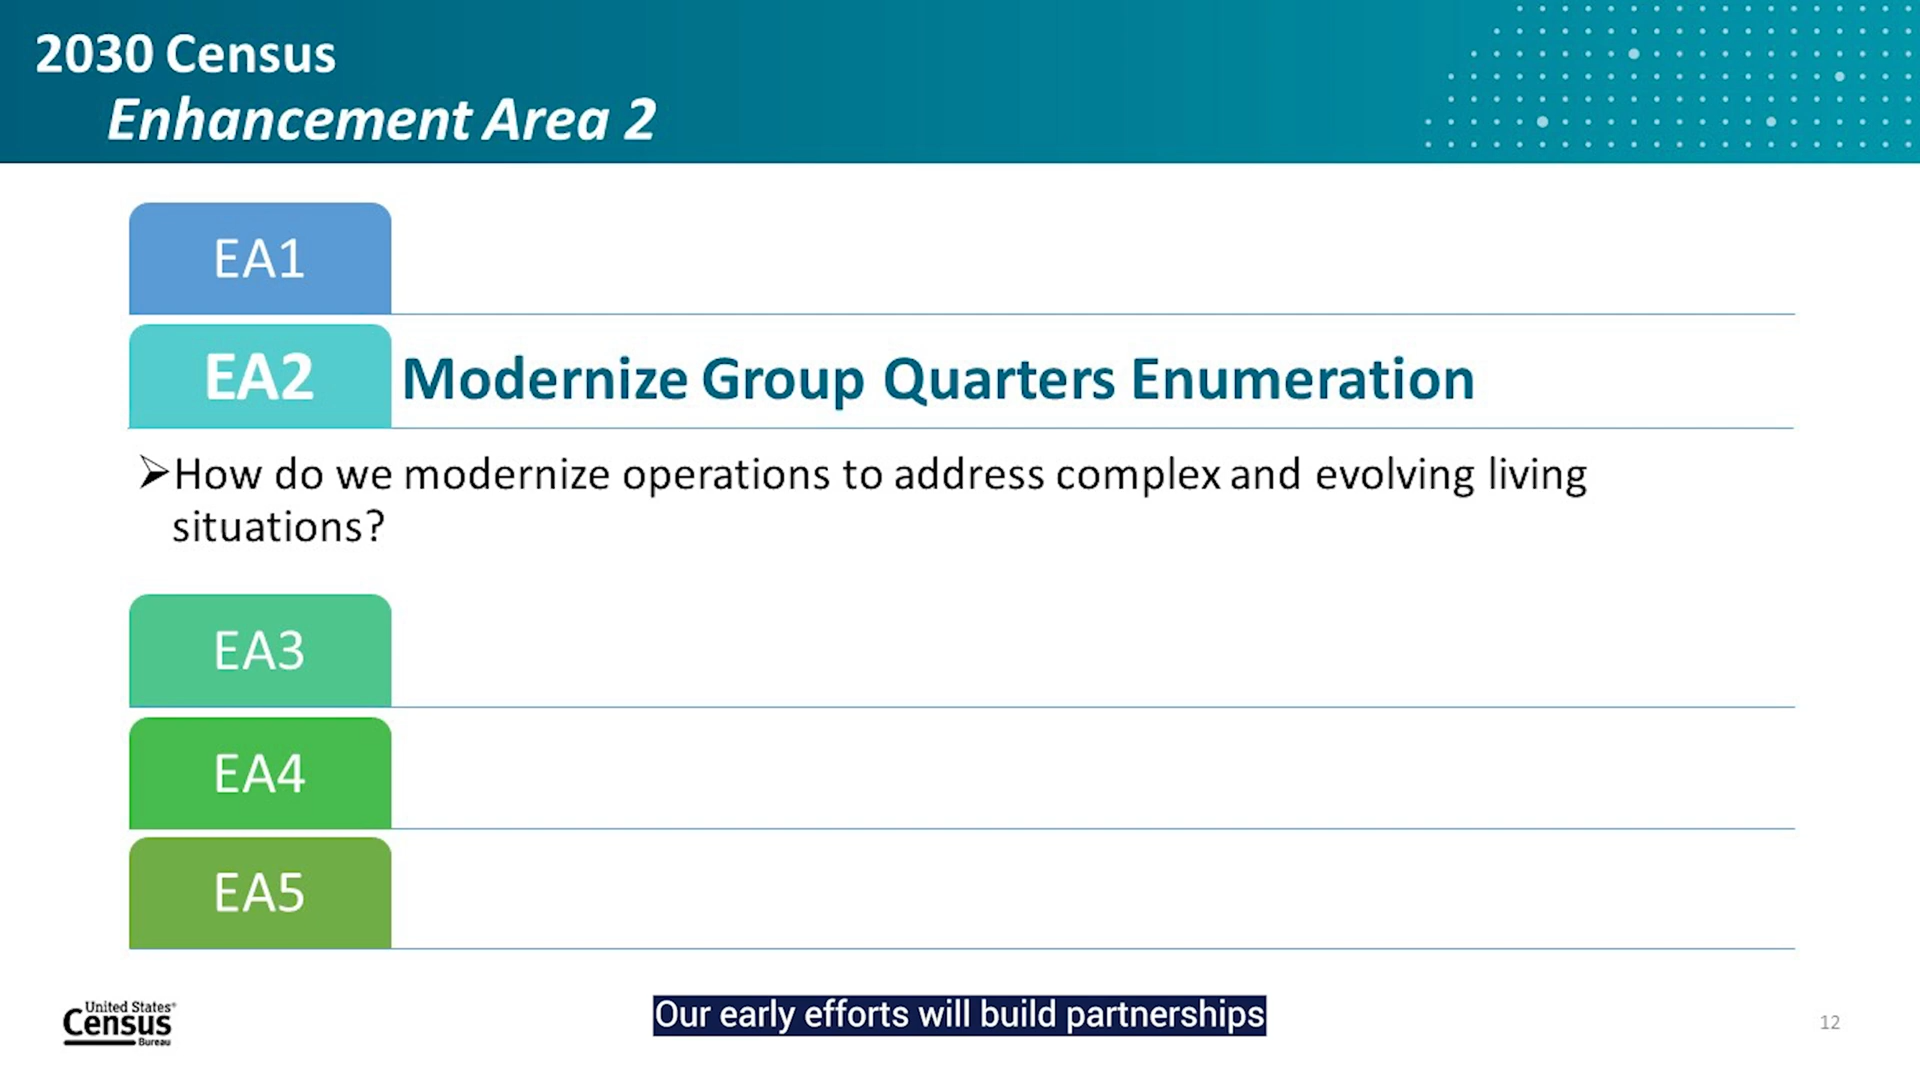 2030 Census
Enhancement Area 2
EA1
EA2 Modernize Group Quarters Enumeration
➤How do we modernize operations to address complex and evolving living
situations?
EA3
EA4
EA5
United States®
Census
Bureau
Our early efforts will build partnerships
12